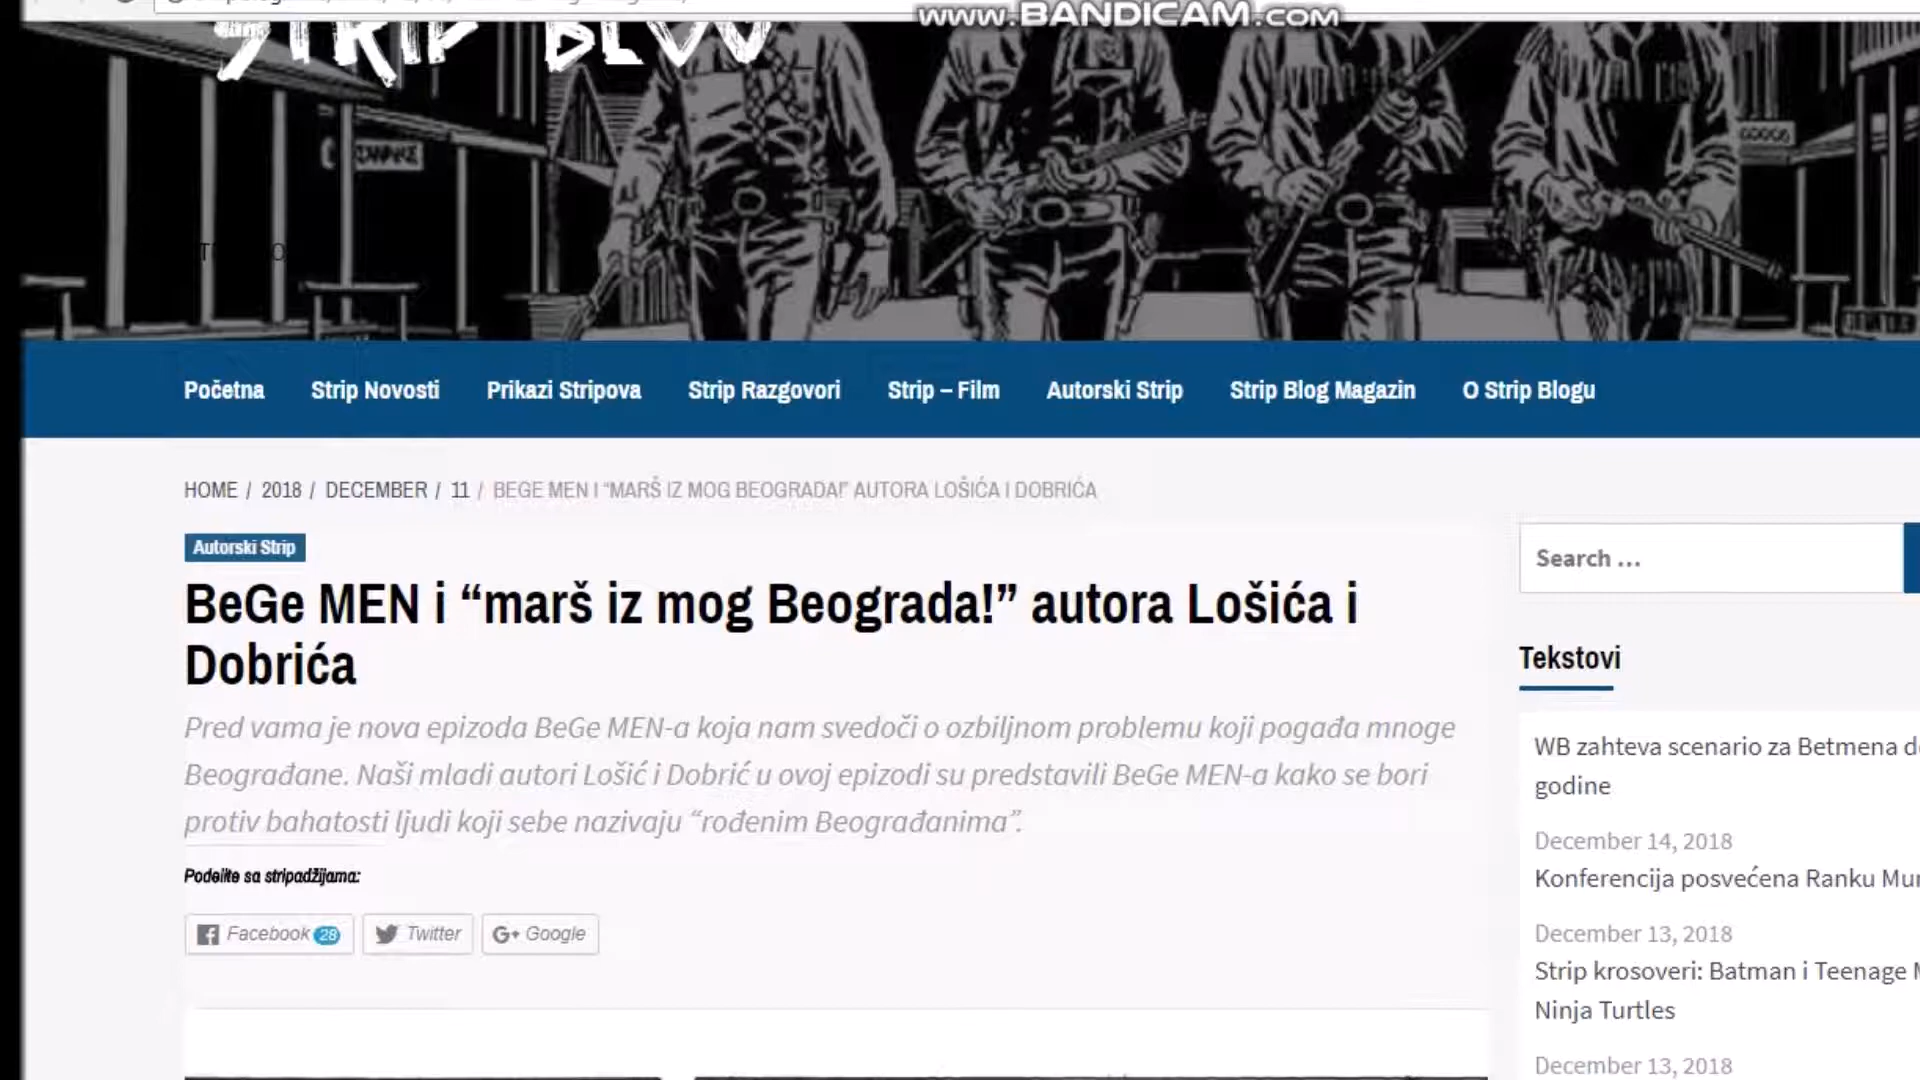 www.BANDICAM.com
STRIP BLOG
Početna Strip Novosti Prikazi Stripova Strip Razgovori Strip – Film Autorski Strip Strip Blog Magazin O Strip Blogu
HOME / 2018 / DECEMBER / 11 / BEGE MEN I “MARŠ IZ MOG BEOGRADA!” AUTORA LOŠIĆA I DOBRIĆA
Autorski Strip
BeGe MEN i “marš iz mog Beograda!” autora Lošića i
Dobrića
Pred vama je nova epizoda BeGe MEN-a koja nam svedoči o ozbiljnom problemu koji pogađa mnoge
Beograđane. Naši mladi autori Lošić i Dobrić u ovoj epizodi su predstavili BeGe MEN-a kako se bori
protiv bahatosti ljudi koji sebe nazivaju “rođenim Beograđanima”.
Podelite sa stripadžijama:
Facebook 28 Twitter G+ Google
Search …
Tekstovi
WB zahteva scenario za Betmena
godine
December 14, 2018
Konferencija posvećena Ranku
December 13, 2018
Strip krosoveri: Batman i Teenage
Ninja Turtles
December 13, 2018